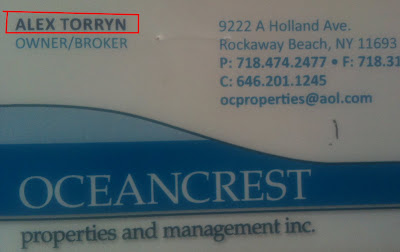 ALEX TORRYN
OWNER/BROKER
9222 A Holland Ave.
Rockaway Beach, NY 11693
P: 718.474.2477 • F: 718.31
C: 646.201.1245
ocproperties@aol.com
OCEANCREST
properties and management inc.